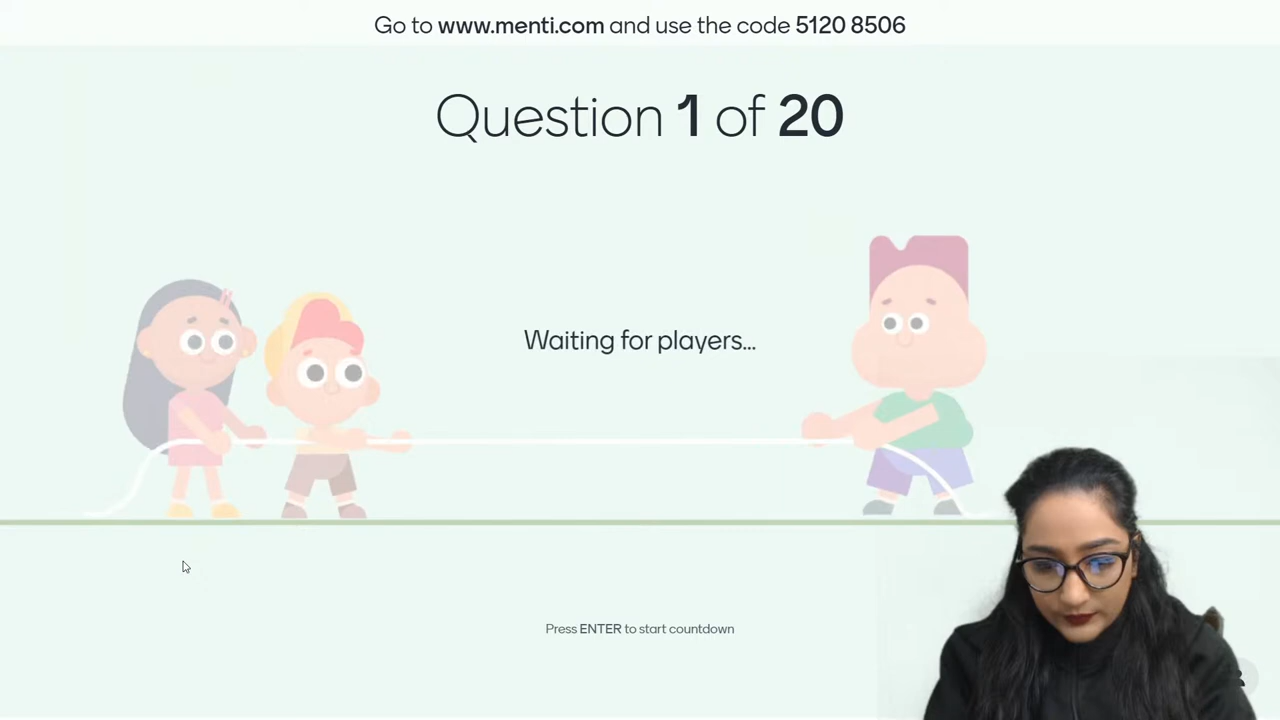 Go to www.menti.com and use the code 5120 8506
Question 1 of 20
Waiting for players...
Press ENTER to start countdown